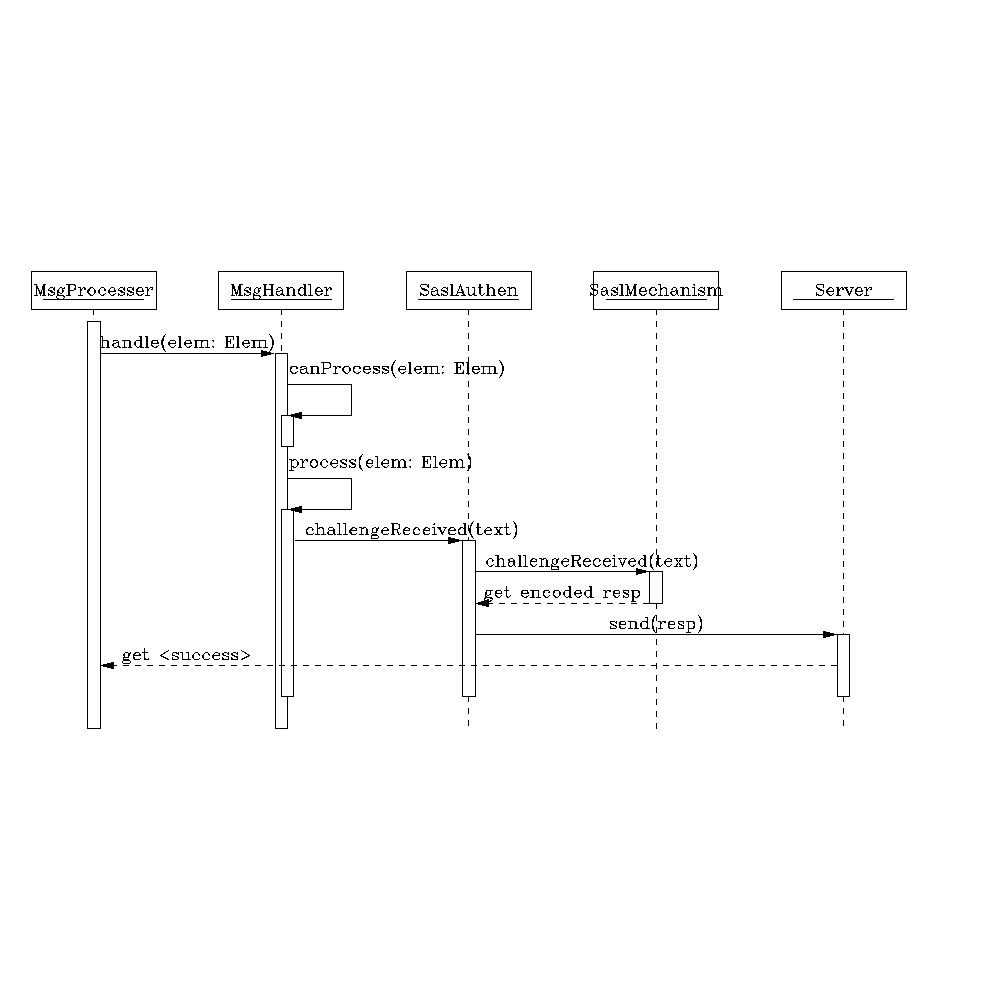 MsgProcesser
MsgHandler
SaslAuthen
SaslMechanism
Server
handle(elem: Elem)
canProcess(elem: Elem)
process(elem: Elem)
challengeReceived(text)
challengeReceived(text)
get encoded resp
send(resp)
get <success>